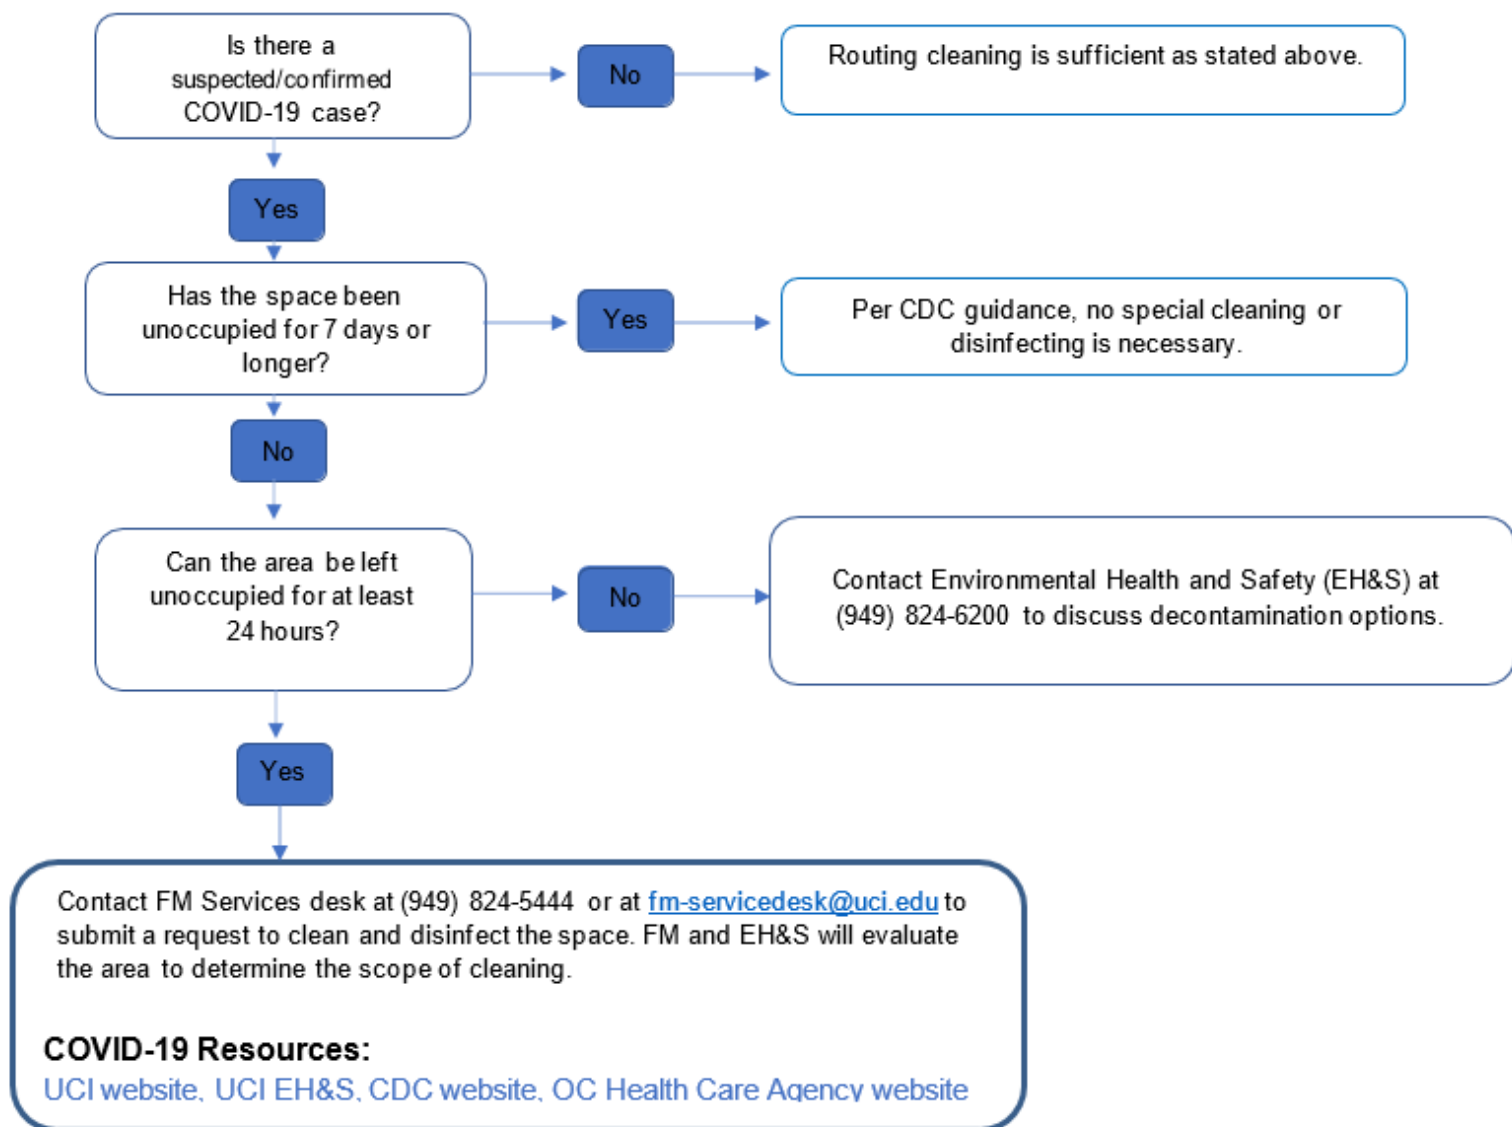 Is there a
suspected/confirmed
COVID-19 case?
No
Routing cleaning is sufficient as stated above.
Yes
Has the space been
unoccupied for 7 days or
longer?
Yes
Per CDC guidance, no special cleaning or
disinfecting is necessary.
No
Can the area be left
unoccupied for at least
24 hours?
No
Contact Environmental Health and Safety (EH&S) at
(949) 824-6200 to discuss decontamination options.
Yes
Contact FM Services desk at (949) 824-5444 or at fm-servicedesk@uci.edu to
submit a request to clean and disinfect the space. FM and EH&S will evaluate
the area to determine the scope of cleaning.
COVID-19 Resources:
UCI website, UCI EH&S, CDC website, OC Health Care Agency website